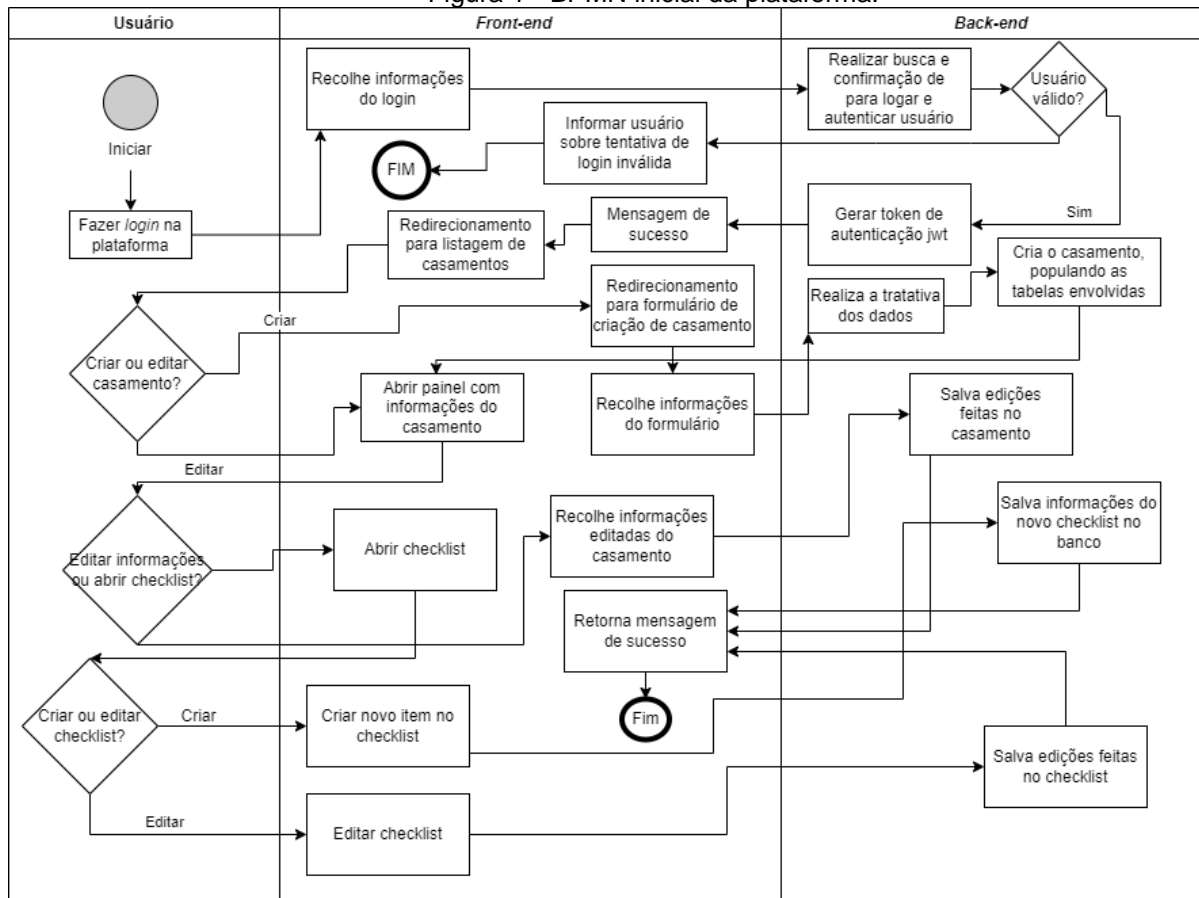 Usuário
Front-end
Back-end
Iniciar
Fazer login na
plataforma
Recolhe informações
do login
Realizar busca e
confirmação de
para logar e
autenticar usuário
Usuário
válido?
Informar usuário
sobre tentativa de
login inválida
FIM
Sim
Gerar token de
autenticação jwt
Mensagem de
sucesso
Redirecionamento
para listagem de
casamentos
Criar ou editar
casamento?
Criar
Redirecionamento
para formulário de
criação de casamento
Recolhe informações
do formulário
Realiza a tratativa
dos dados
Cria o casamento,
populando as
tabelas envolvidas
Abrir painel com
informações do
casamento
Editar
Editar informações
ou abrir checklist?
Abrir checklist
Recolhe informações
editadas do
casamento
Salva edições
feitas no
casamento
Salva informações do
novo checklist no
banco
Retorna mensagem
de sucesso
Fim
Criar ou editar
checklist?
Criar
Criar novo item no
checklist
Editar
Editar checklist
Salva edições feitas
no checklist